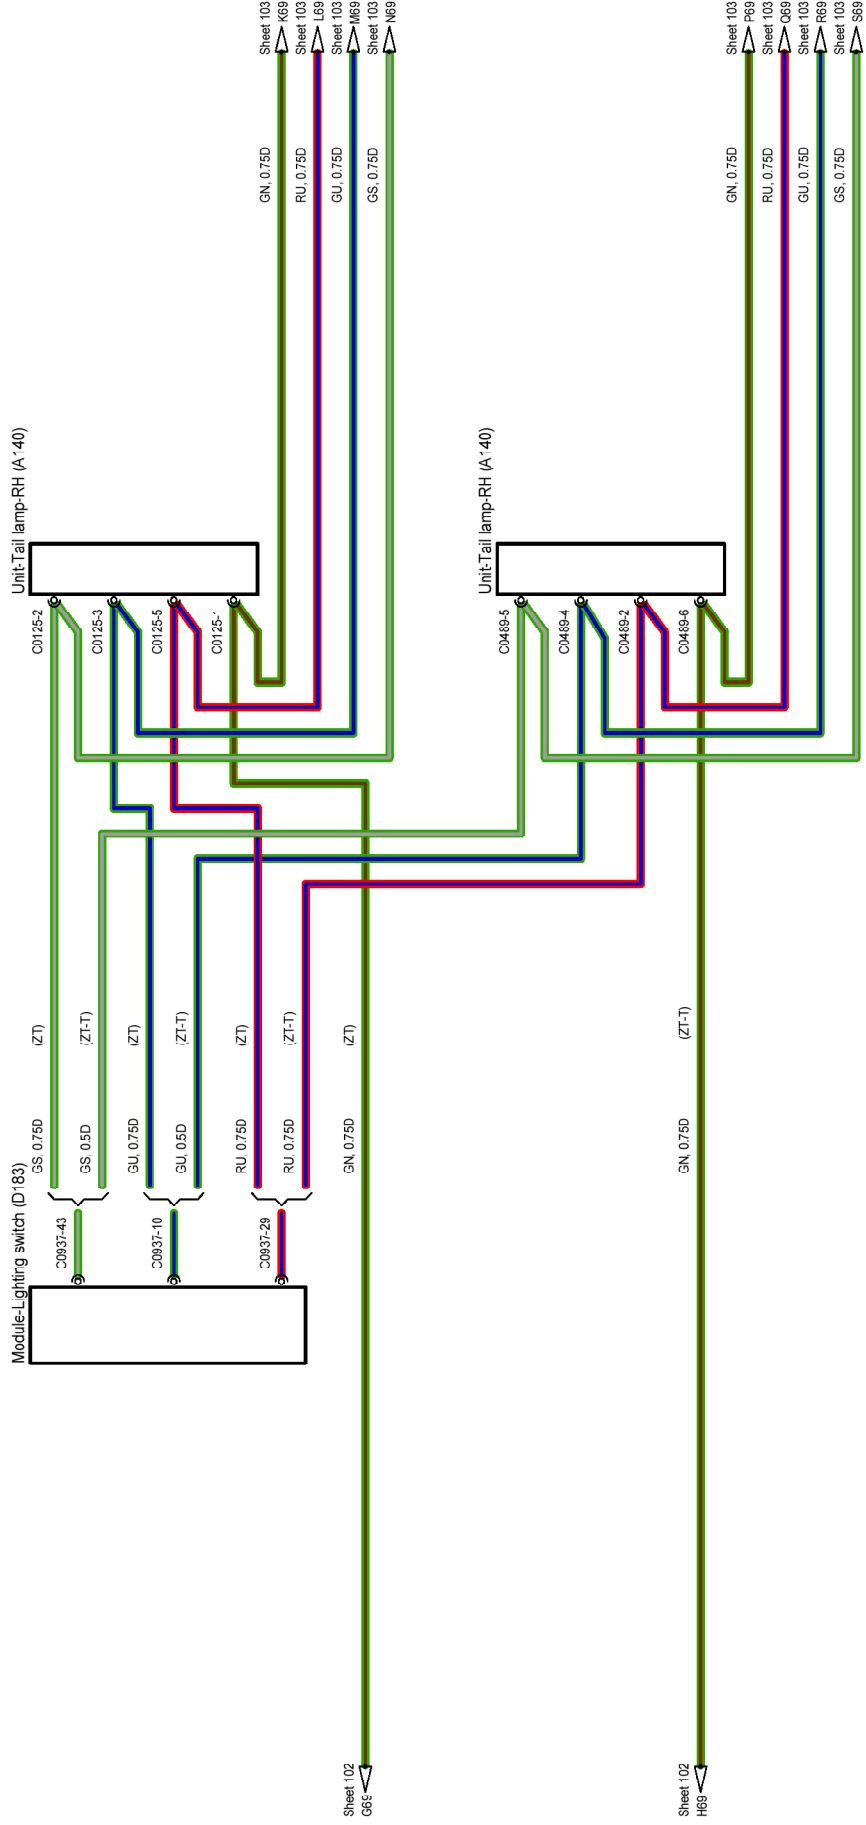 Sheet 103
K69
Sheet 103
L69
Sheet 103
M69
Sheet 103
N69
Sheet 103
P69
Sheet 103
Q69
Sheet 103
R69
Sheet 103
S69
GN, 0.75D
RU, 0.75D
GU, 0.75D
GS, 0.75D
GN, 0.75D
RU, 0.75D
GU, 0.75D
GS, 0.75D
Unit-Tail lamp-RH (A140)
Unit-Tail lamp-RH (A140)
C0125-2
C0125-3
C0125-5
C0125-1
C0489-5
C0489-4
C0489-2
C0489-6
(ZT)
(ZT-T)
(ZT)
(ZT-T)
(ZT)
(ZT-T)
(ZT)
(ZT-T)
GS, 0.75D
GS, 0.5D
GU, 0.75D
GU, 0.5D
RU, 0.75D
RU, 0.75D
GN, 0.75D
GN, 0.75D
C0937-43
C0937-10
C0937-29
Module-Lighting switch (D183)
Sheet 102
G69
Sheet 102
H69